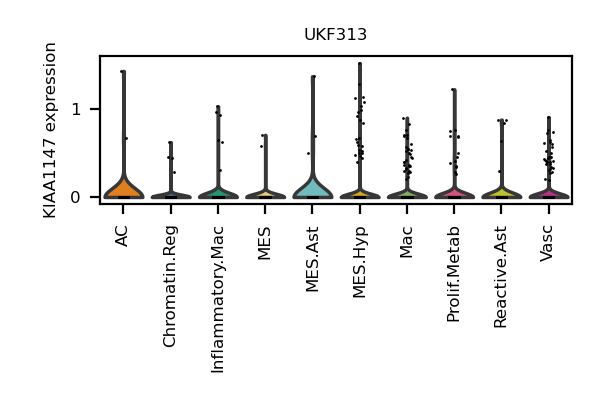 UKF313
KIAA1147 expression
1
0
AC
Chromatin.Reg
Inflammatory.Mac
MES
MES.Ast
MES.Hyp
Mac
Prolif.Metab
Reactive.Ast
Vasc